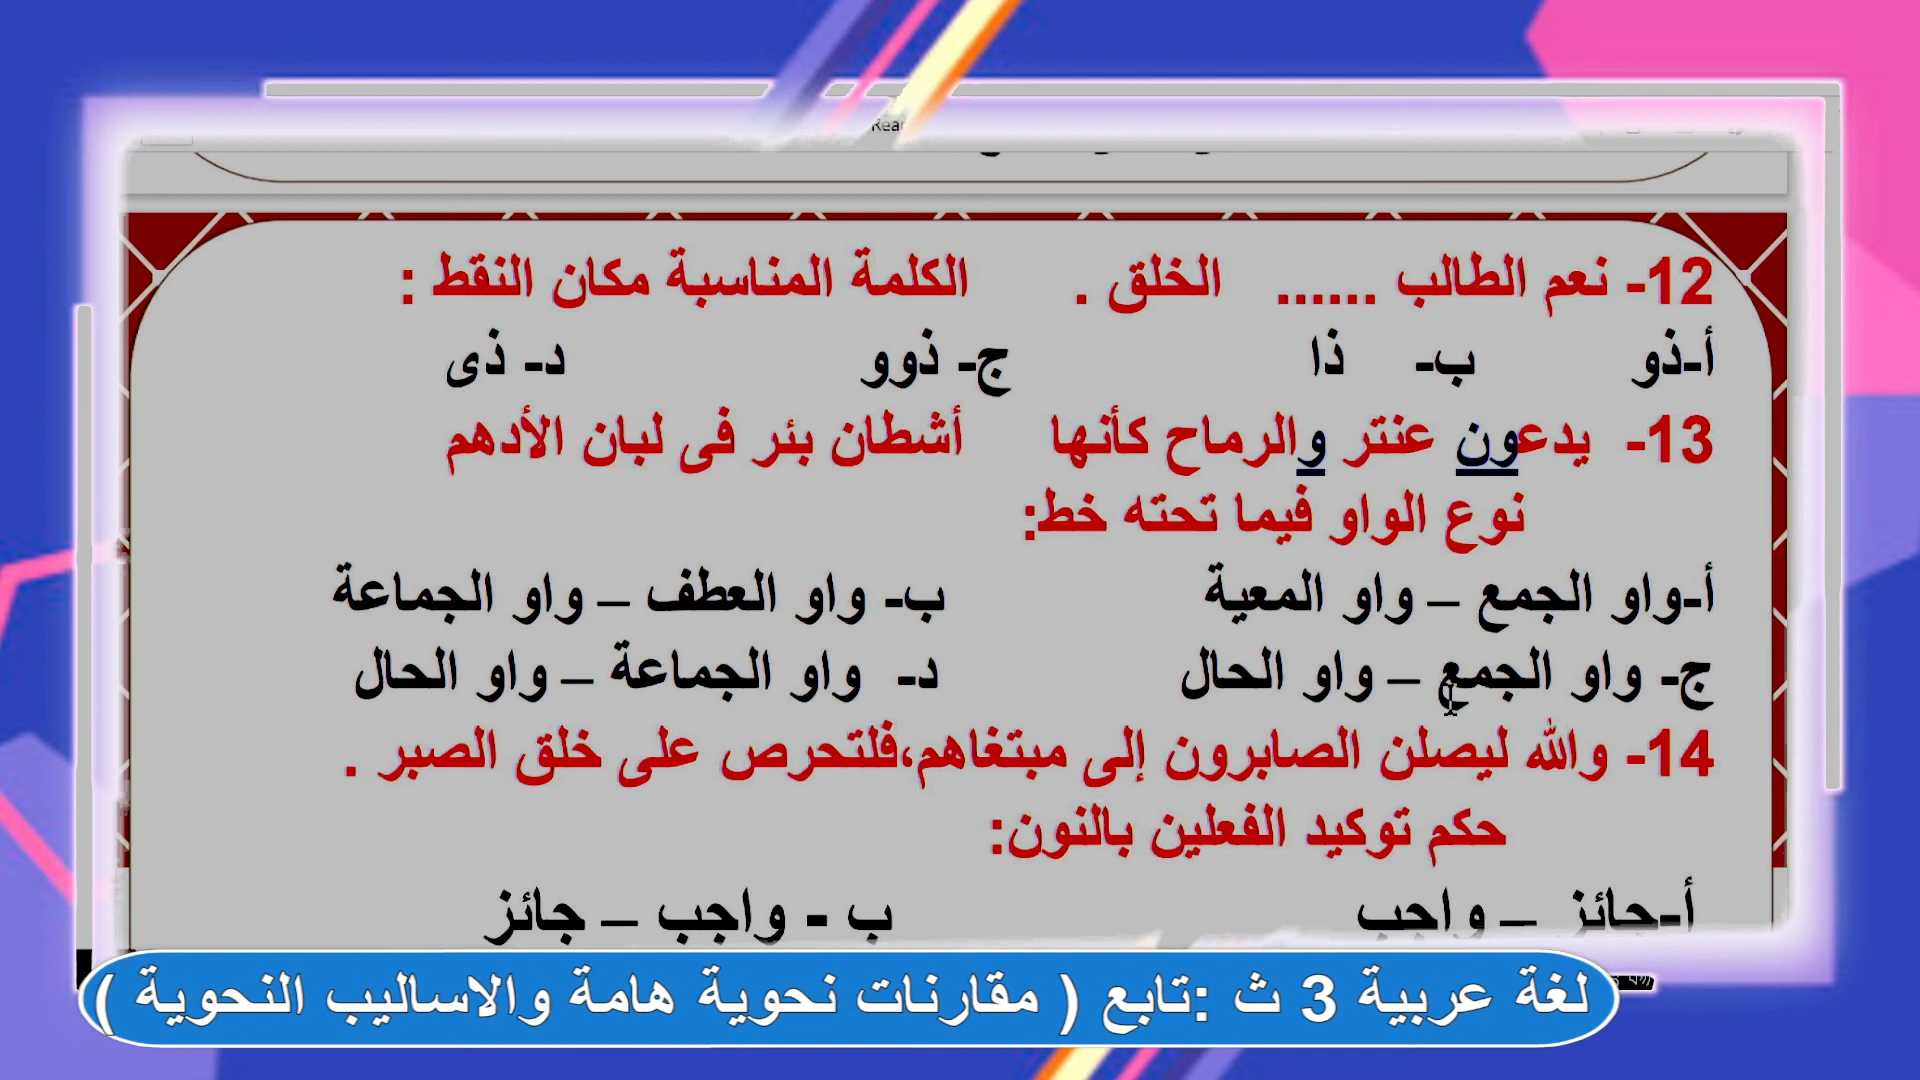 Rea
12- نعم الطالب ...... الخلق . الكلمة المناسبة مكان النقط :
أ-ذو ب- ذا ج- ذوو د- ذى
13- يدعون عنتر والرماح كأنها أشطان بئر فى لبان الأدهم
نوع الواو فيما تحته خط:
أ-واو الجمع – واو المعية ب- واو العطف – واو الجماعة
ج- واو الجمع – واو الحال د- واو الجماعة – واو الحال
14- والله ليصلن الصابرون إلى مبتغاهم،فلتحرص على خلق الصبر .
حكم توكيد الفعلين بالنون:
أ-جائز – واجب ب - واجب – جائز
لغة عربية 3 ث :تابع ( مقارنات نحوية هامة والاساليب النحوية )